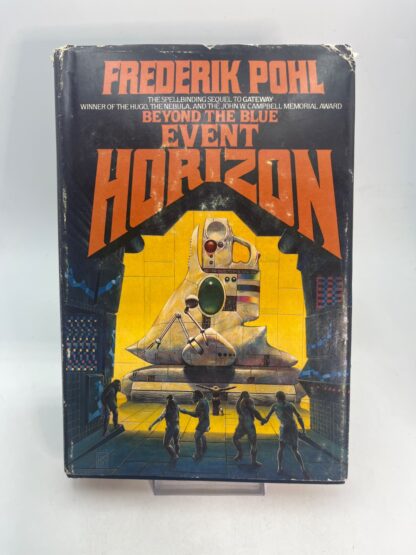 FREDERIK POHL
THE SPELLBINDING SEQUEL TO GATEWAY
WINNER OF THE HUGO, THE NEBULA, AND THE JOHN W. CAMPBELL MEMORIAL AWARD
BEYOND THE BLUE
EVENT
HORIZON